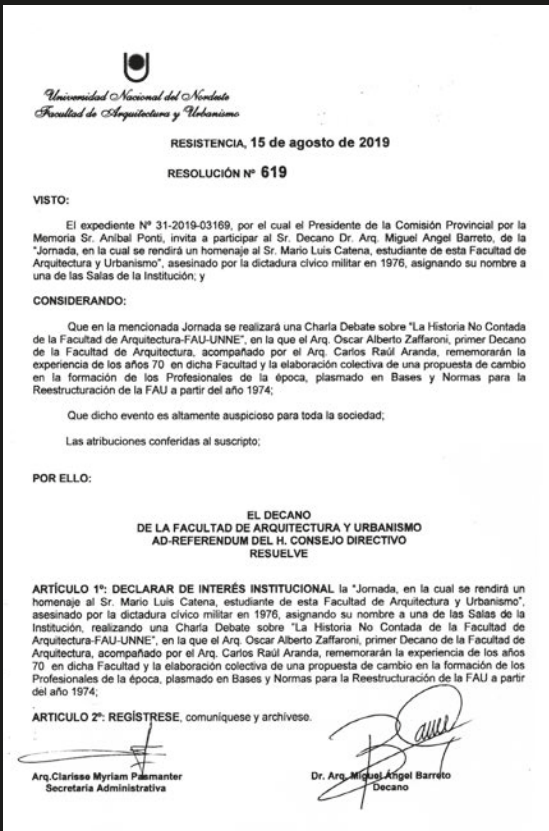 Universidad Nacional del Nordeste
Facultad de Arquitectura y Urbanismo
RESISTENCIA, 15 de agosto de 2019
RESOLUCIÓN Nº 619
VISTO:
El expediente Nº 31-2019-03169, por el cual el Presidente de la Comisión Provincial por la
Memoria Sr. Aníbal Ponti, invita a participar al Sr. Decano Dr. Arq. Miguel Angel Barreto, de la
"Jornada, en la cual se rendirá un homenaje al Sr. Mario Luis Catena, estudiante de esta Facultad de
Arquitectura y Urbanismo", asesinado por la dictadura cívico militar en 1976, asignando su nombre a
una de las Salas de la Institución; y
CONSIDERANDO:
Que en la mencionada Jornada se realizará una Charla Debate sobre "La Historia No Contada
de la Facultad de Arquitectura-FAU-UNNE", en la que el Arq. Oscar Alberto Zaffaroni, primer Decano
de la Facultad de Arquitectura, acompañado por el Arq. Carlos Raúl Aranda, rememorarán la
experiencia de los años 70 en dicha Facultad y la elaboración colectiva de una propuesta de cambio
en la formación de los Profesionales de la época, plasmado en Bases y Normas para la
Reestructuración de la FAU a partir del año 1974;
Que dicho evento es altamente auspicioso para toda la sociedad;
Las atribuciones conferidas al suscripto;
POR ELLO:
EL DECANO
DE LA FACULTAD DE ARQUITECTURA Y URBANISMO
AD-REFERENDUM DEL H. CONSEJO DIRECTIVO
RESUELVE
ARTÍCULO 1º: DECLARAR DE INTERÉS INSTITUCIONAL la "Jornada, en la cual se rendirá un
homenaje al Sr. Mario Luis Catena, estudiante de esta Facultad de Arquitectura y Urbanismo",
asesinado por la dictadura cívico militar en 1976, asignando su nombre a una de las Salas de la
Institución, realizando una Charla Debate sobre "La Historia No Contada de la Facultad de
Arquitectura-FAU-UNNE", en la que el Arq. Oscar Alberto Zaffaroni, primer Decano de la Facultad de
Arquitectura, acompañado por el Arq. Carlos Raúl Aranda, rememorarán la experiencia de los años
70 en dicha Facultad y la elaboración colectiva de una propuesta de cambio en la formación de los
Profesionales de la época, plasmado en Bases y Normas para la Reestructuración de la FAU a partir
del año 1974;
ARTICULO 2º: REGÍSTRESE, comuníquese y archívese.
Arq.Clarisse Myriam Pasmanter
Secretaria Administrativa
Dr. Arq. Miguel Angel Barreto
Decano